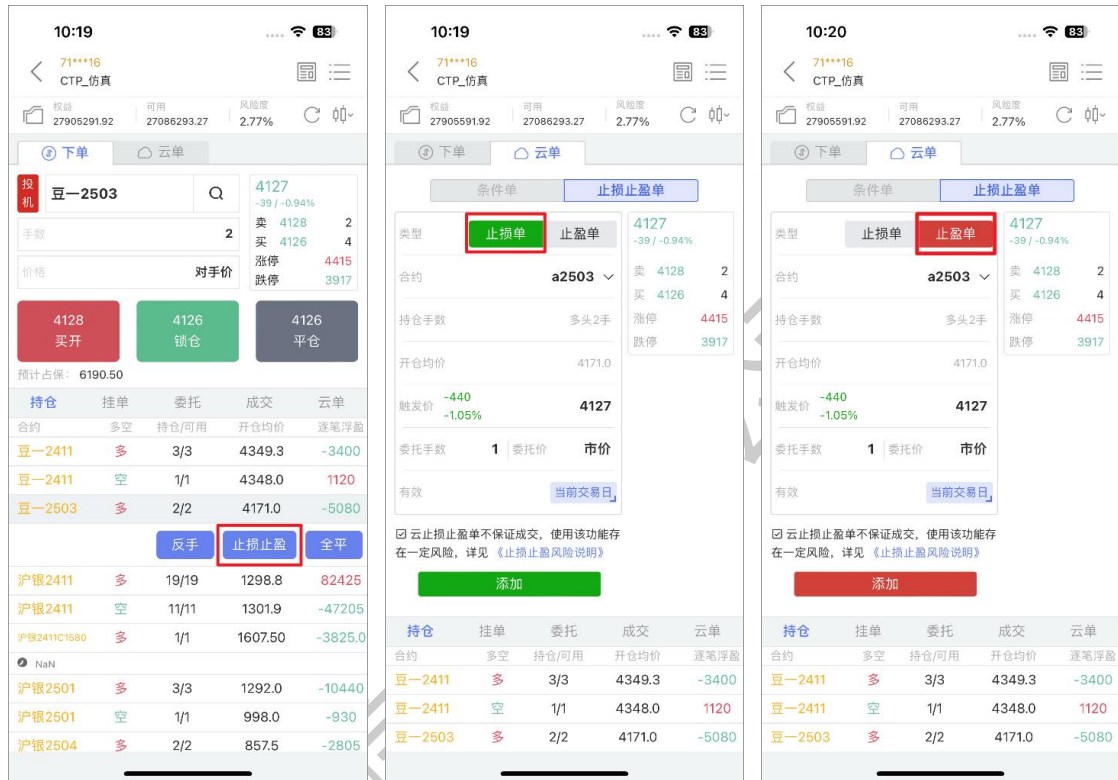 10:19
83
71***16
CTP_仿真
权益 可用 风险度
27905291.92 27086293.27 2.77%
下单 云单
投机 豆一2503
4127
-39 / -0.94%
卖 4128 2
手数 2
买 4126 4
涨停 4415
价格 对手价
跌停 3917
4128 4126 4126
买开 锁仓 平仓
预计占保: 6190.50
持仓 挂单 委托 成交 云单
合约 多空 持仓/可用 开仓均价 逐笔浮盈
豆一2411 多 3/3 4349.3 -3400
豆一2411 空 1/1 4348.0 1120
豆一2503 多 2/2 4171.0 -5080
反手 止损止盈 全平
沪银2411 多 19/19 1298.8 82425
沪银2411 空 11/11 1301.9 -47205
沪银2411C1580 多 1/1 1607.50 -3825.0
NaN
沪银2501 多 3/3 1292.0 -10440
沪银2501 空 1/1 998.0 -930
沪银2504 多 2/2 857.5 -2805
10:19
83
71***16
CTP_仿真
权益 可用 风险度
27905591.92 27086293.27 2.77%
下单 云单
条件单 止损止盈单
类型 止损单 止盈单
4127
-39 / -0.94%
合约 a2503
卖 4128 2
买 4126 4
持仓手数 多头2手
涨停 4415
跌停 3917
开仓均价 4171.0
触发价 -440 -1.05% 4127
委托手数 1 委托价 市价
有效 当前交易日
云止损止盈单不保证成交，使用该功能存
在一定风险，详见 《止损止盈风险说明》
添加
持仓 挂单 委托 成交 云单
合约 多空 持仓/可用 开仓均价 逐笔浮盈
豆一2411 多 3/3 4349.3 -3400
豆一2411 空 1/1 4348.0 1120
豆一2503 多 2/2 4171.0 -5080
10:20
83
71***16
CTP_仿真
权益 可用 风险度
27905591.92 27086293.27 2.77%
下单 云单
条件单 止损止盈单
类型 止损单 止盈单
4127
-39 / -0.94%
合约 a2503
卖 4128 2
买 4126 4
持仓手数 多头2手
涨停 4415
跌停 3917
开仓均价 4171.0
触发价 -440 -1.05% 4127
委托手数 1 委托价 市价
有效 当前交易日
云止损止盈单不保证成交，使用该功能存
在一定风险，详见 《止损止盈风险说明》
添加
持仓 挂单 委托 成交 云单
合约 多空 持仓/可用 开仓均价 逐笔浮盈
豆一2411 多 3/3 4349.3 -3400
豆一2411 空 1/1 4348.0 1120
豆一2503 多 2/2 4171.0 -5080